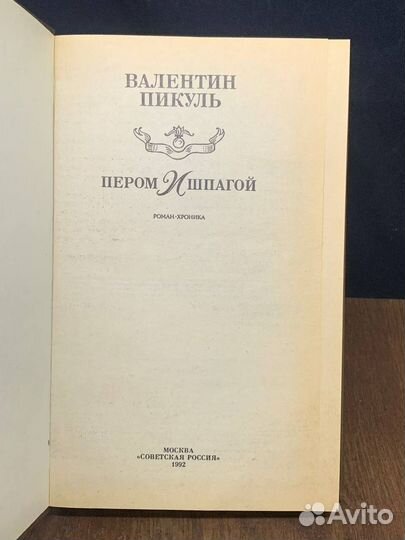 ВАЛЕНТИН
ПИКУЛЬ
ПЕРОМ И ШПАГОЙ
РОМАН-ХРОНИКА
МОСКВА
«СОВЕТСКАЯ РОССИЯ»
1992
Avito